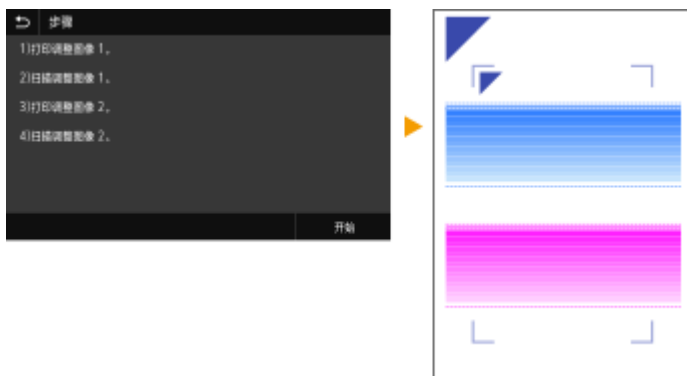 步骤
1)打印调整图像 1。
2)扫描调整图像 1。
3)打印调整图像 2。
4)扫描调整图像 2。
开始